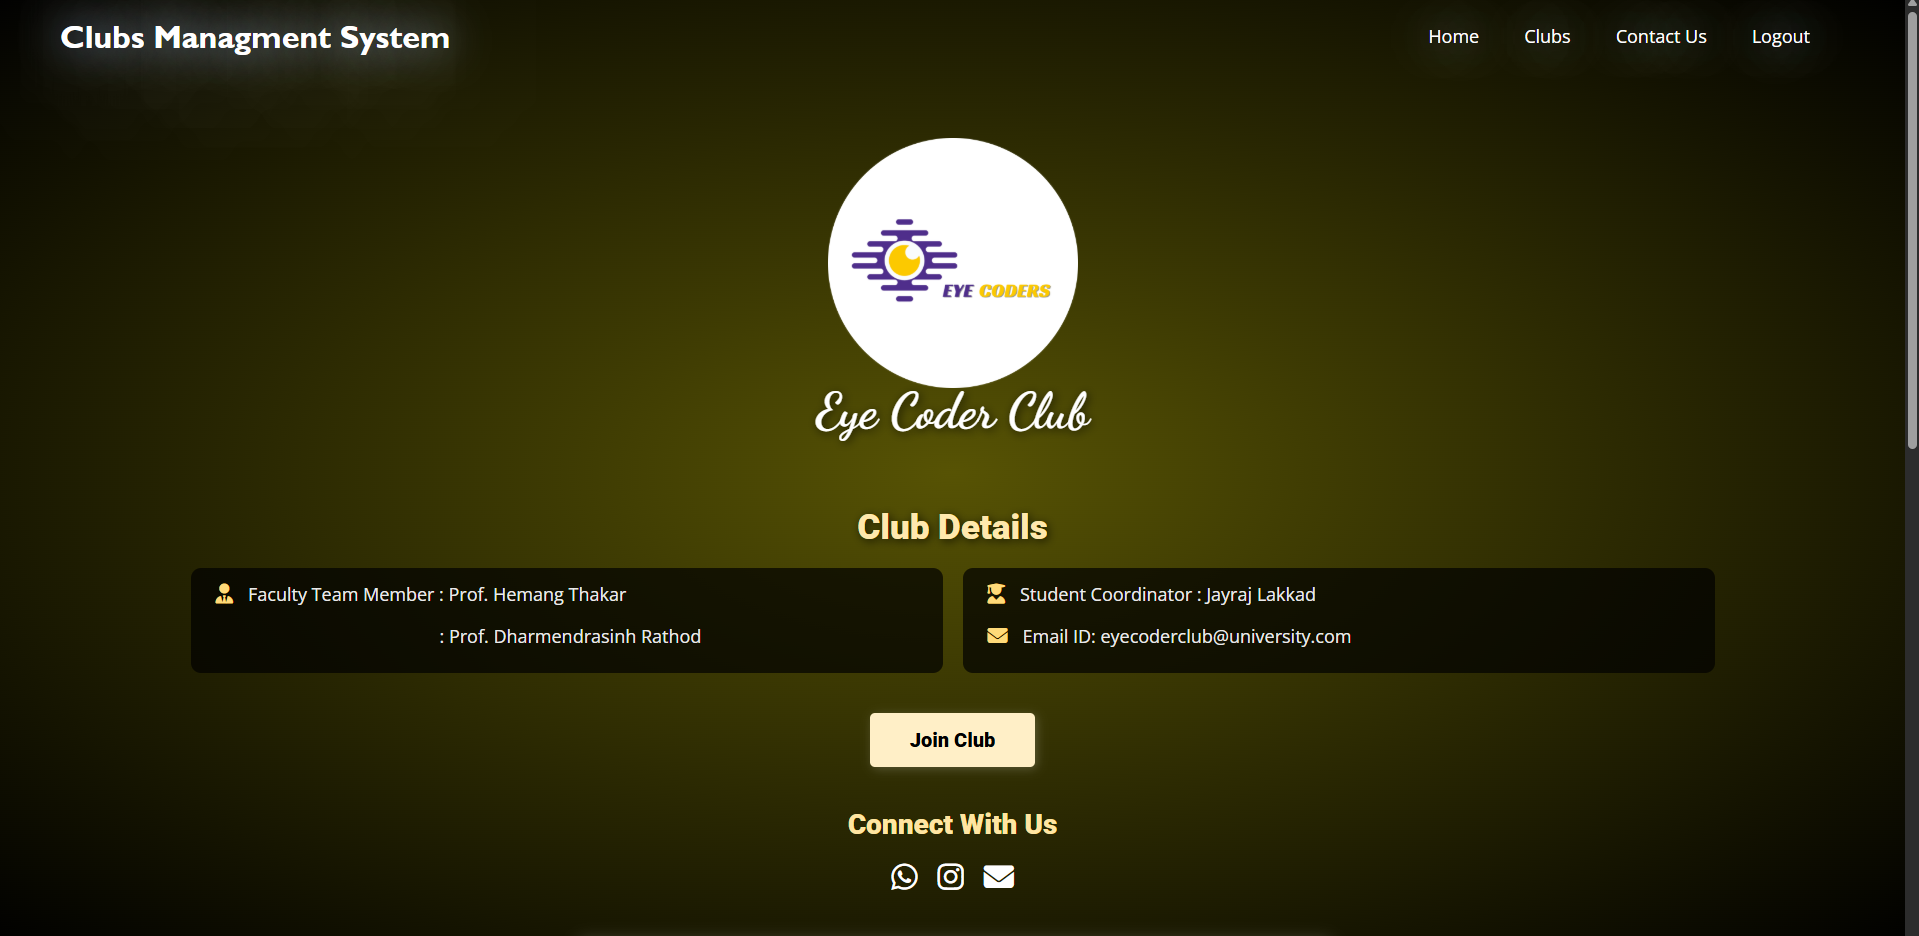 Clubs Managment System
Home Clubs Contact Us Logout
EYE CODERS
Eye Coder Club
Club Details
Faculty Team Member : Prof. Hemang Thakar
: Prof. Dharmendrasinh Rathod
Student Coordinator : Jayraj Lakkad
Email ID: eyecoderclub@university.com
Join Club
Connect With Us